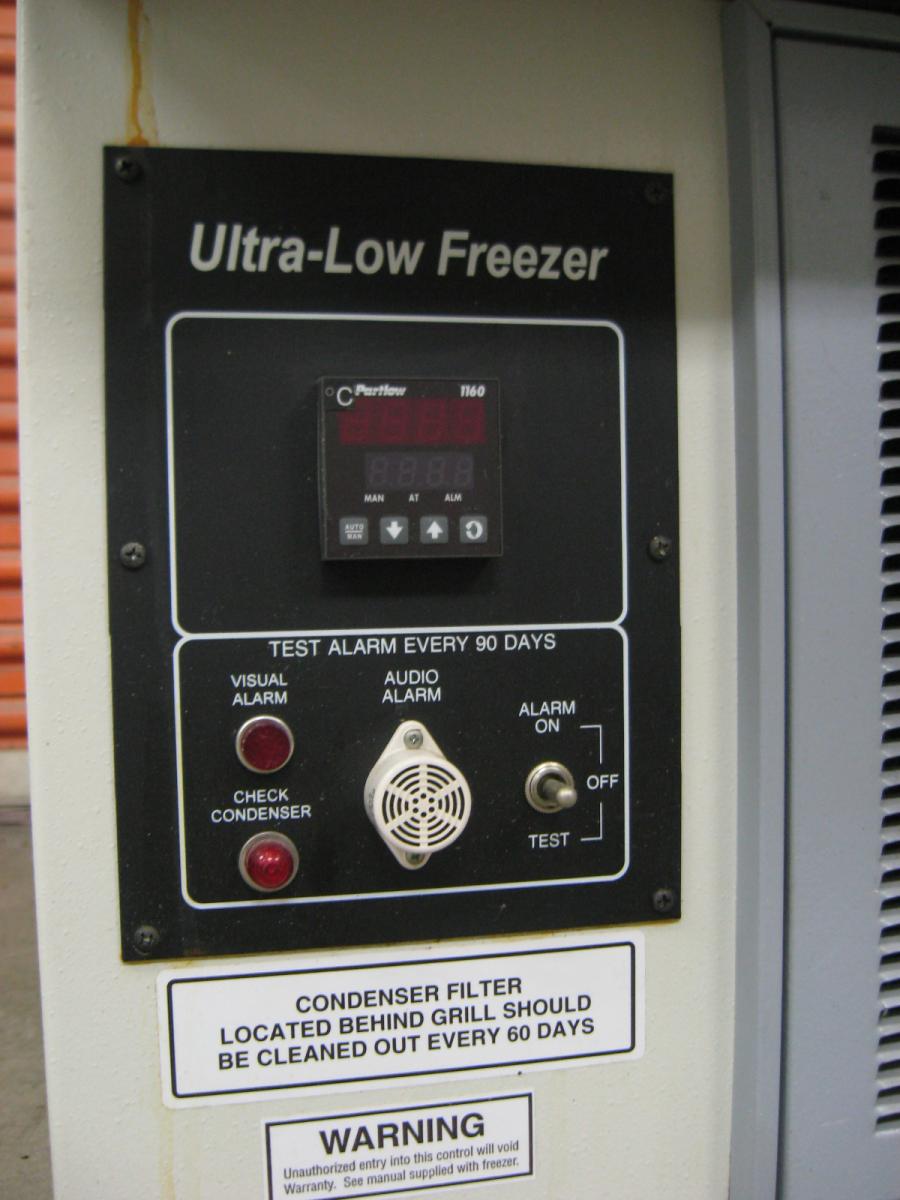 Ultra-Low Freezer
°C Partlow 1160
MAN AT ALM
AUTO
MAN
TEST ALARM EVERY 90 DAYS
VISUAL
ALARM
AUDIO
ALARM
ALARM
ON
OFF
TEST
CHECK
CONDENSER
CONDENSER FILTER
LOCATED BEHIND GRILL SHOULD
BE CLEANED OUT EVERY 60 DAYS
WARNING
Unauthorized entry into this control will void
Warranty. See manual supplied with freezer.